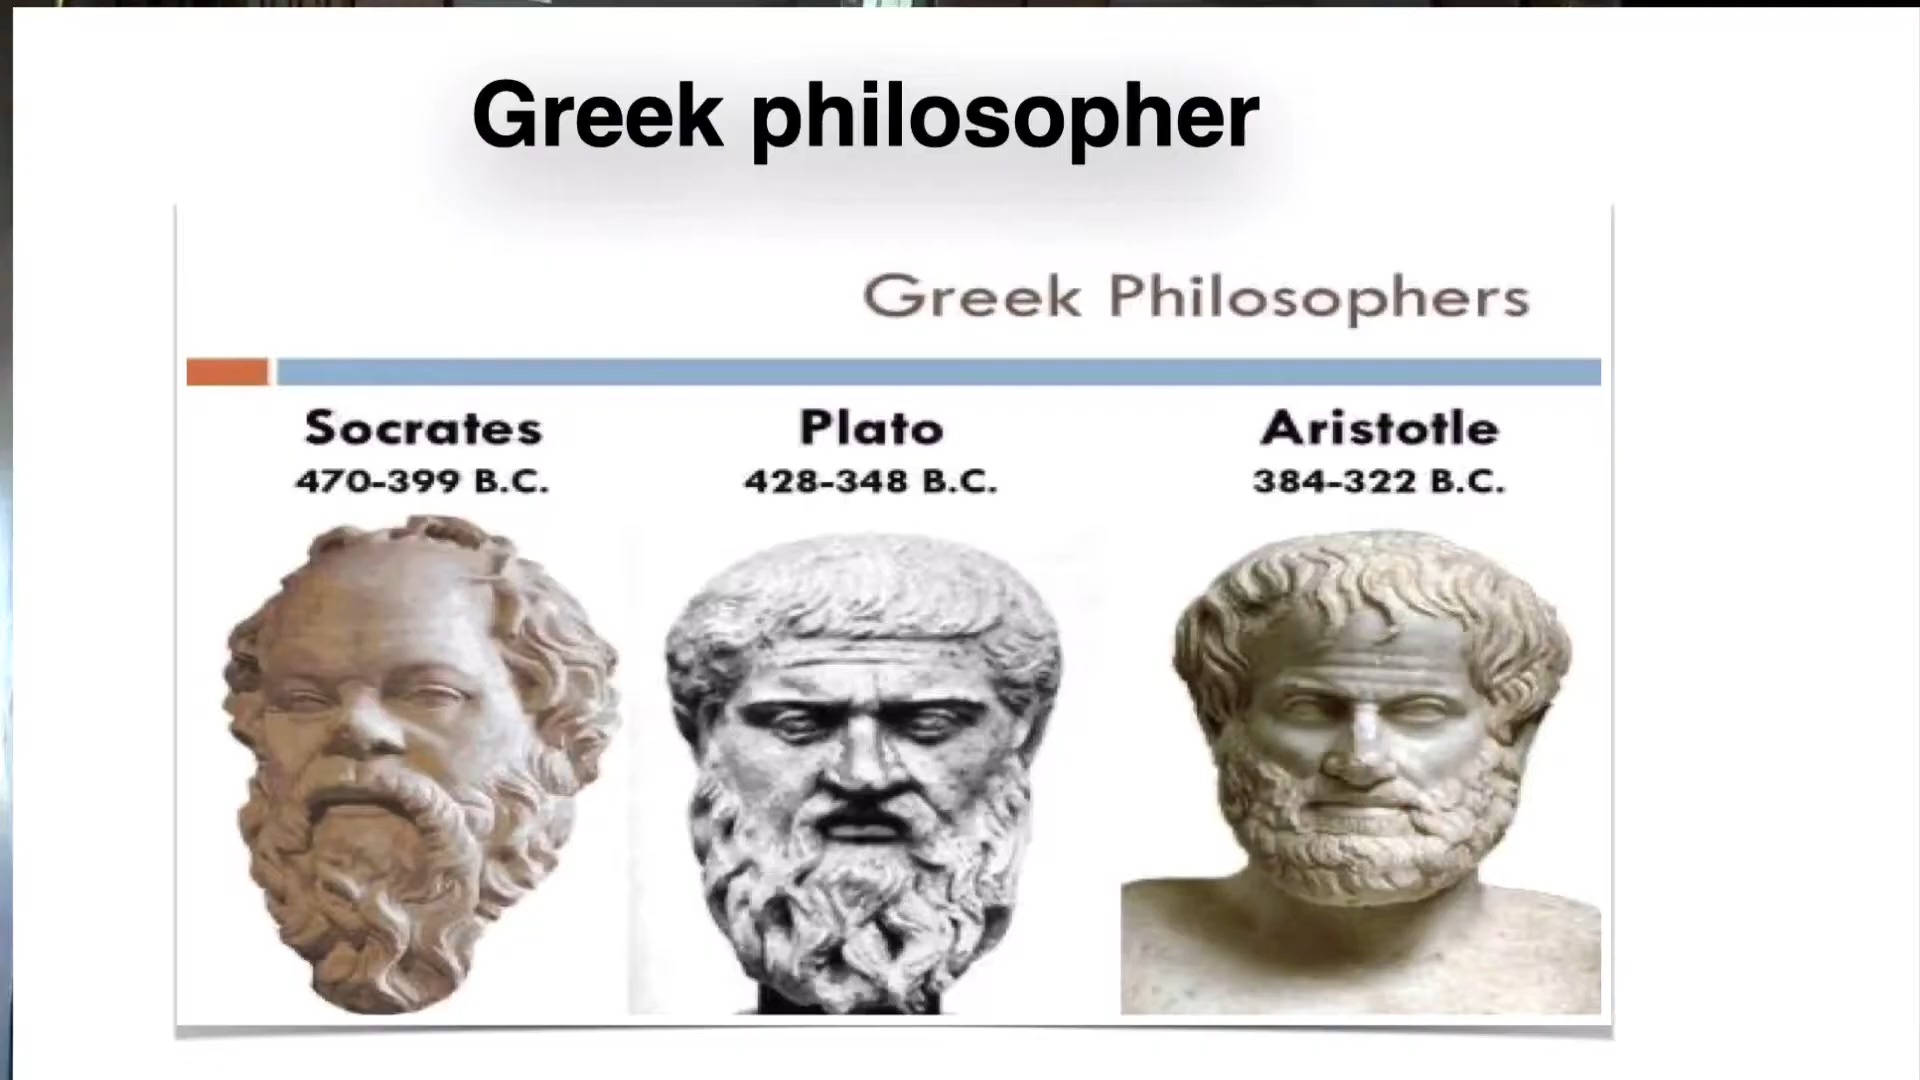 Greek philosopher
Greek Philosophers
Socrates
470-399 B.C.
Plato
428-348 B.C.
Aristotle
384-322 B.C.